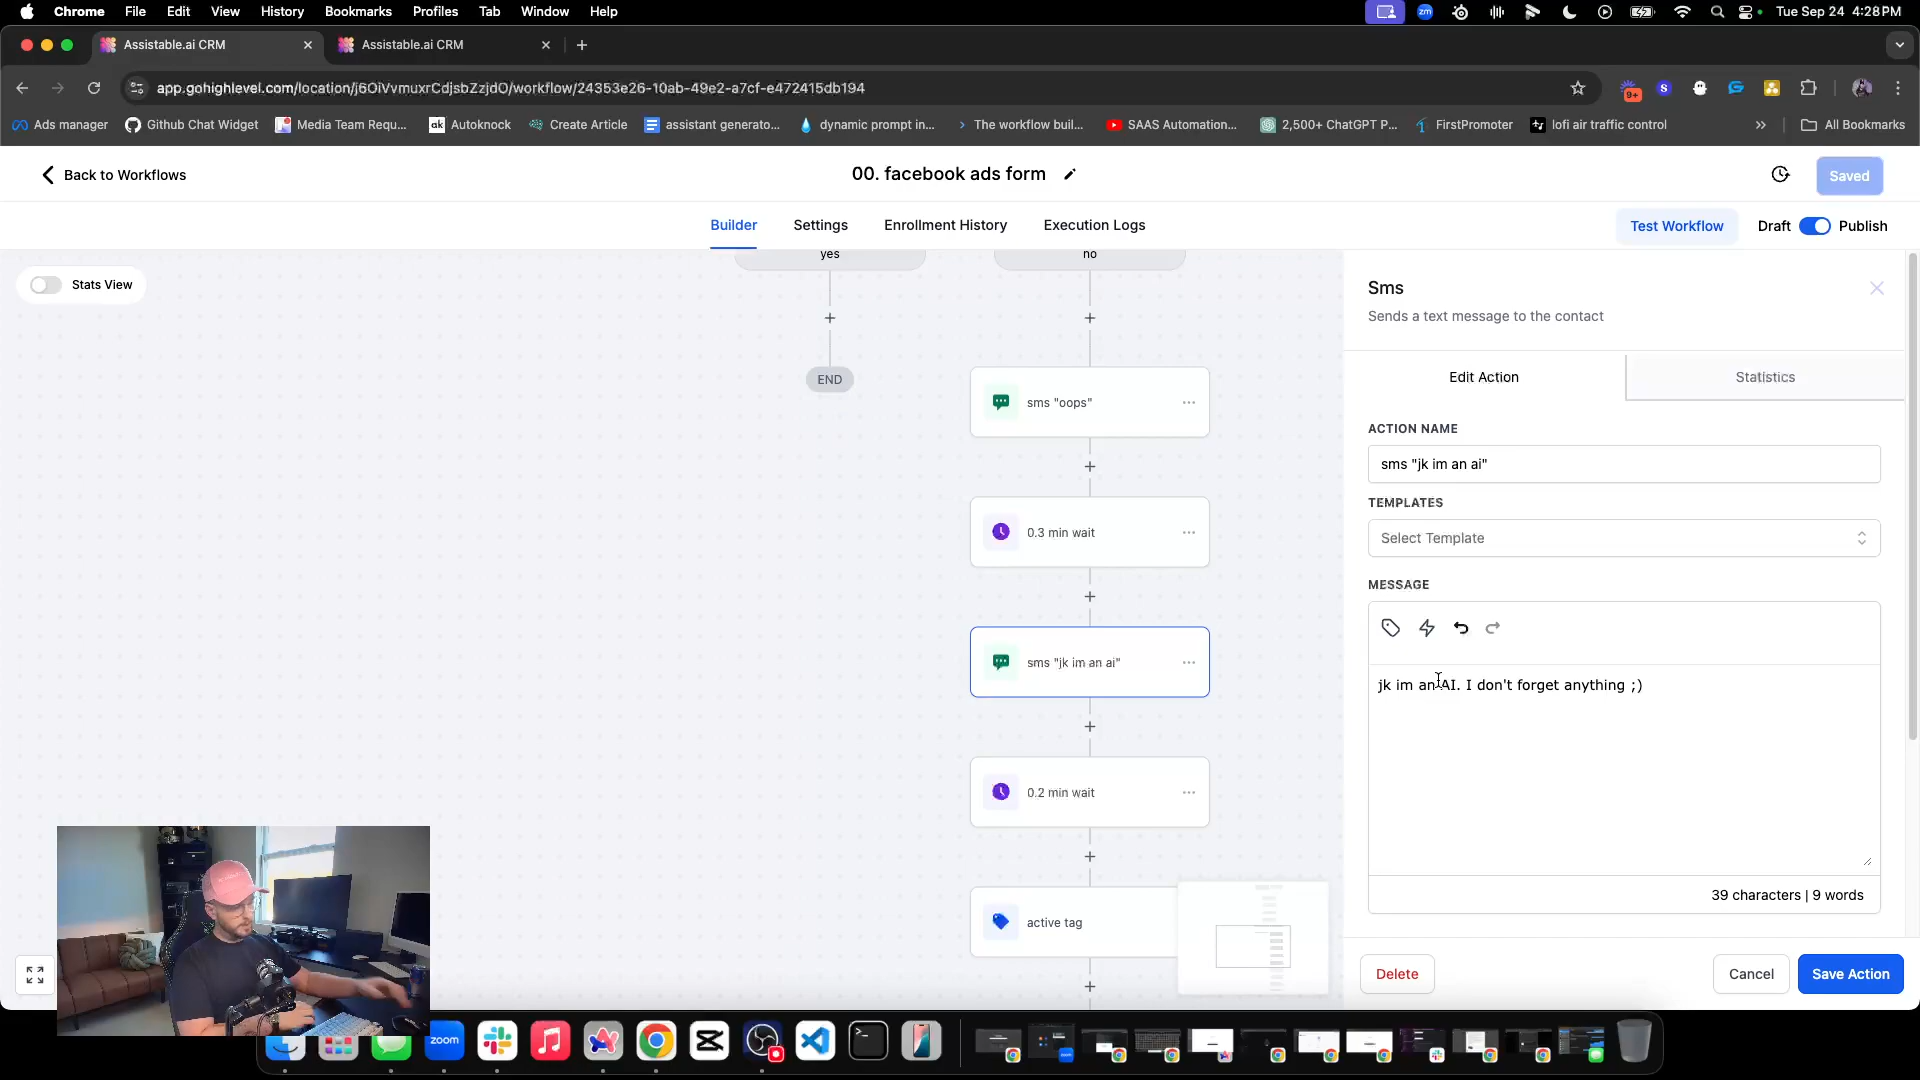 Chrome File Edit View History Bookmarks Profiles Tab Window Help
zm
Tue Sep 24 4:28 PM
Assistable.ai CRM
Assistable.ai CRM
app.gohighlevel.com/location/j6OiVvmuxrCdjsbZzjdO/workflow/24353e26-10ab-49e2-a7cf-e472415db194
9+
S
Ads manager
Github Chat Widget
Media Team Requ...
ak Autoknock
Create Article
assistant generato...
dynamic prompt in...
The workflow buil...
SAAS Automation...
2,500+ ChatGPT P...
FirstPromoter
lofi air traffic control
All Bookmarks
Back to Workflows
00. facebook ads form
Saved
Builder
Settings
Enrollment History
Execution Logs
Test Workflow
Draft
Publish
Stats View
yes
no
END
sms "oops"
0.3 min wait
sms "jk im an ai"
0.2 min wait
active tag
Sms
Sends a text message to the contact
Edit Action
Statistics
ACTION NAME
sms "jk im an ai"
TEMPLATES
Select Template
MESSAGE
jk im an AI. I don't forget anything ;)
39 characters | 9 words
Delete
Cancel
Save Action
zoom